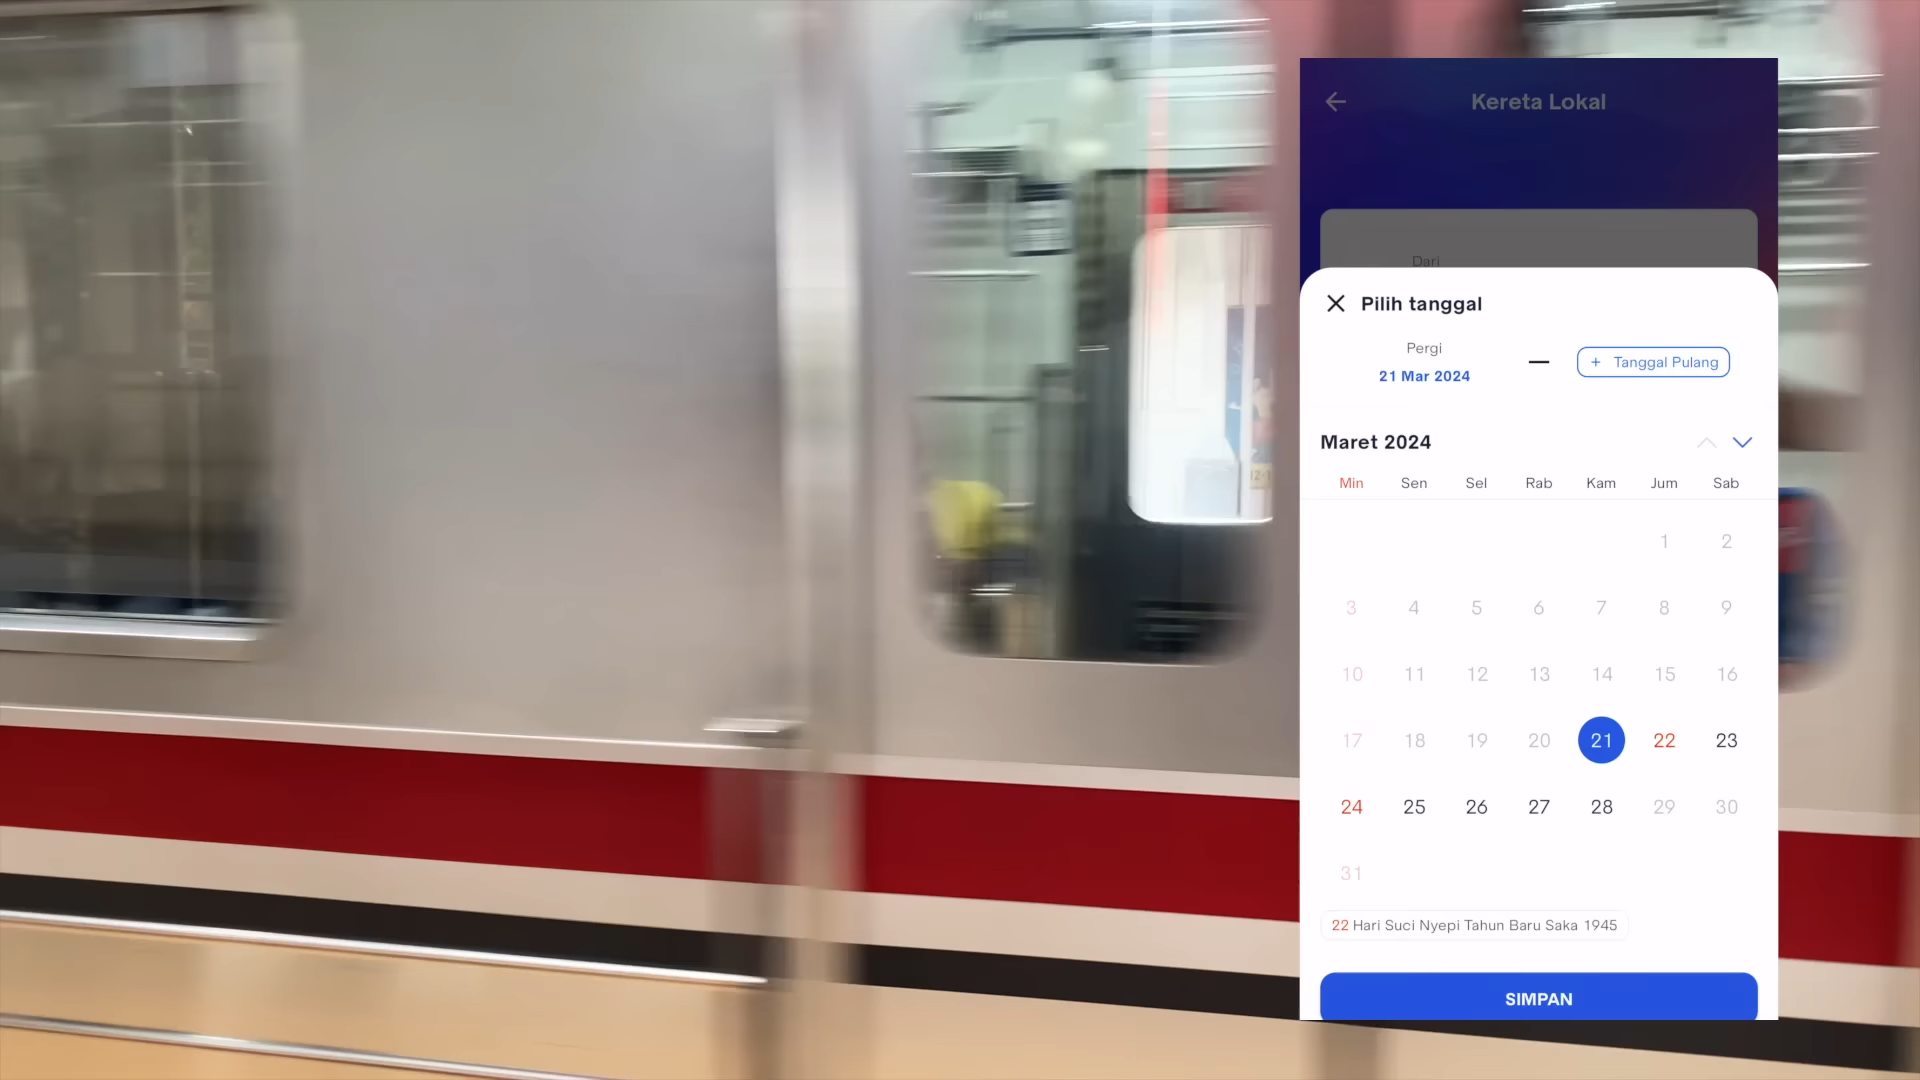 Kereta Lokal
Dari
Pilih tanggal
Pergi
21 Mar 2024
—
+ Tanggal Pulang
Maret 2024
Min Sen Sel Rab Kam Jum Sab
1 2
3 4 5 6 7 8 9
10 11 12 13 14 15 16
17 18 19 20 21 22 23
24 25 26 27 28 29 30
31
22 Hari Suci Nyepi Tahun Baru Saka 1945
SIMPAN